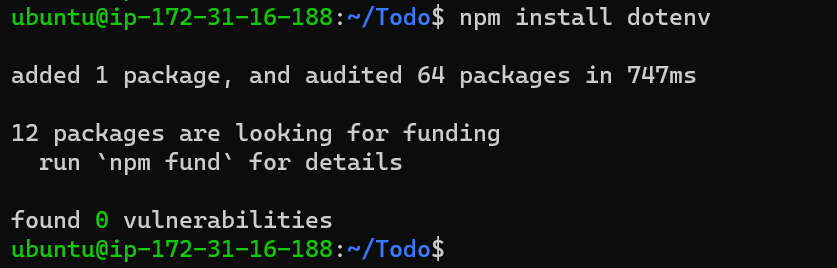 ubuntu@ip-172-31-16-188:~/Todo$ npm install dotenv
added 1 package, and audited 64 packages in 747ms
12 packages are looking for funding
  run `npm fund` for details
found 0 vulnerabilities
ubuntu@ip-172-31-16-188:~/Todo$